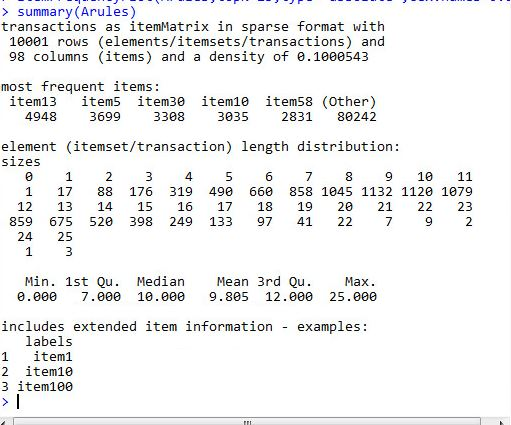 > summary(Arules)
transactions as itemMatrix in sparse format with
 10001 rows (elements/itemsets/transactions) and
 98 columns (items) and a density of 0.1000543
most frequent items:
 item13   item5  item30  item10  item58 (Other)
   4948    3699    3308    3035    2831   80242
element (itemset/transaction) length distribution:
sizes
   0    1    2    3    4    5    6    7    8    9   10   11
   1   17   88  176  319  490  660  858 1045 1132 1120 1079
  12   13   14   15   16   17   18   19   20   21   22   23
 859  675  520  398  249  133   97   41   22    7    9    2
  24   25
   1    3
   Min. 1st Qu.  Median    Mean 3rd Qu.    Max.
  0.000   7.000  10.000   9.805  12.000  25.000
includes extended item information - examples:
   labels
1   item1
2  item10
3 item100
>